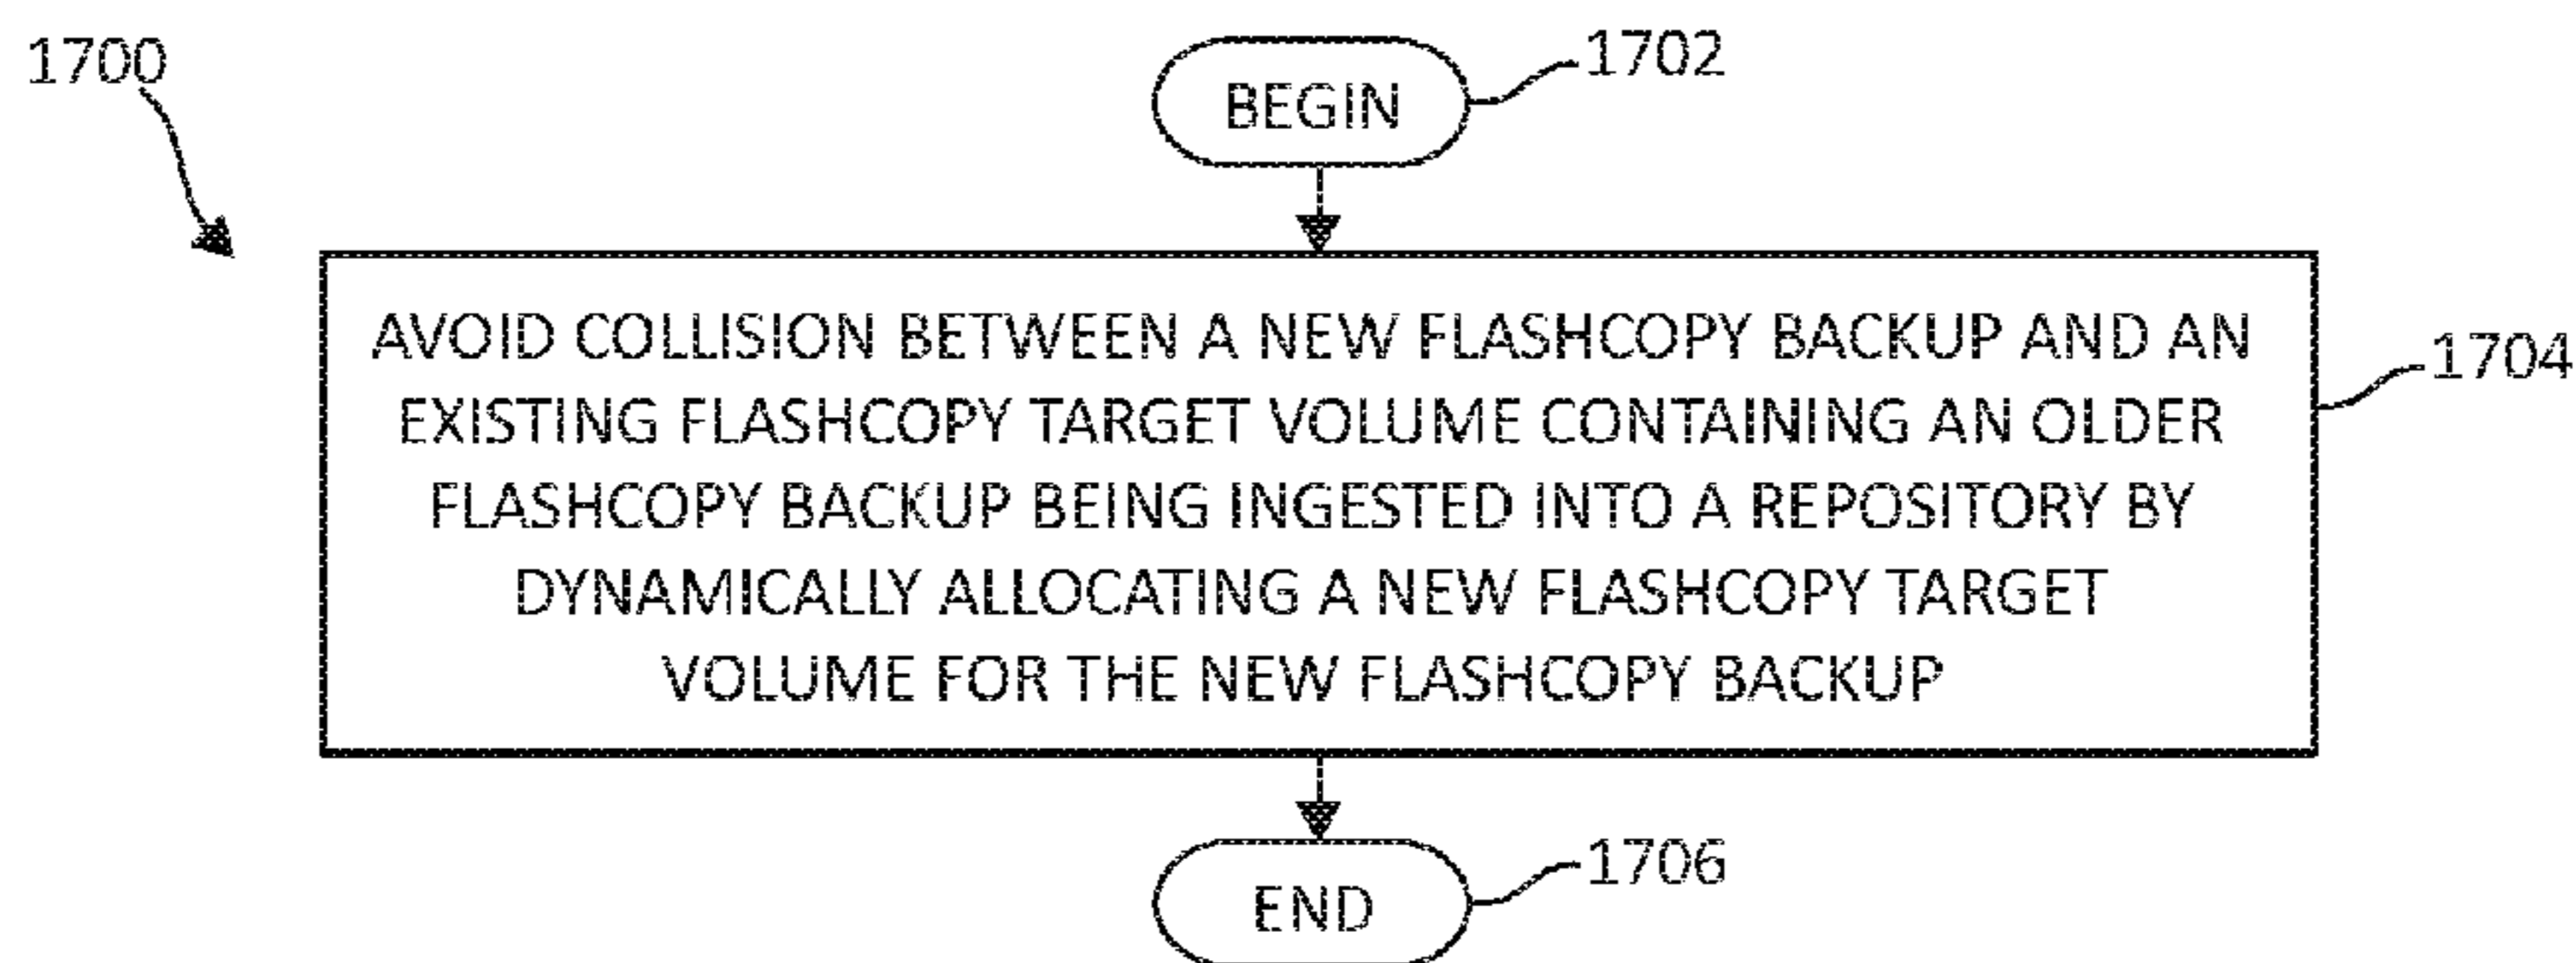 1700
BEGIN
1702
AVOID COLLISION BETWEEN A NEW FLASHCOPY BACKUP AND AN
EXISTING FLASHCOPY TARGET VOLUME CONTAINING AN OLDER
FLASHCOPY BACKUP BEING INGESTED INTO A REPOSITORY BY
DYNAMICALLY ALLOCATING A NEW FLASHCOPY TARGET
VOLUME FOR THE NEW FLASHCOPY BACKUP
1704
END
1706